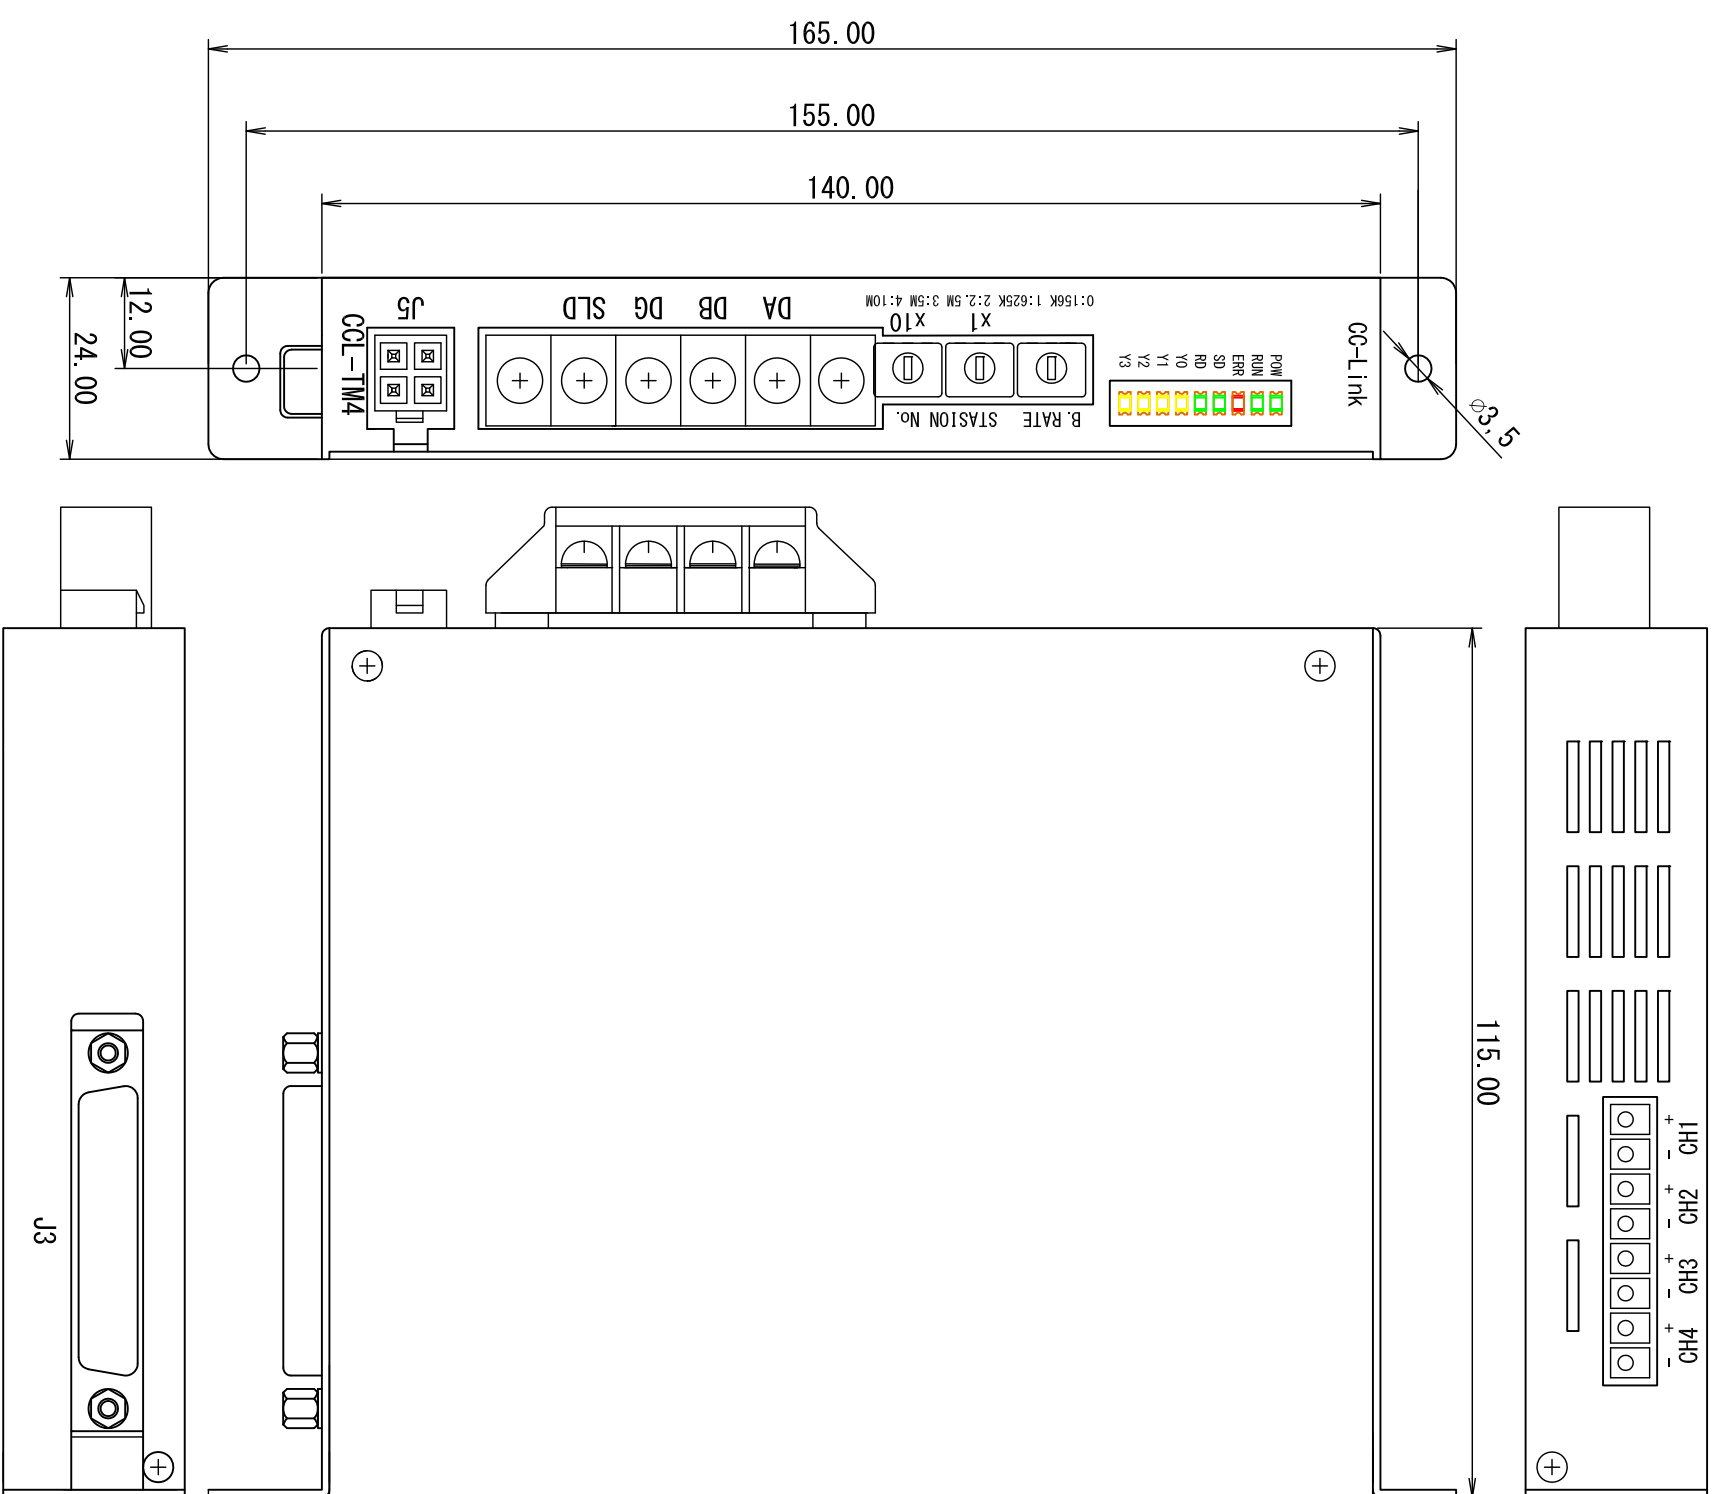 165.00
155.00
140.00
12.00
24.00
φ3,5
J5
SLD
DG
DB
DA
0:156K 1:625K 2:2.5M 3:5M 4:10M
x10
x1
CCL-TM4
CC-Link
STASION No.
B.RATE
Y3
Y2
Y1
Y0
RD
SD
ERR
RUN
POW
115.00
J3
+
CH1
-
+
CH2
-
+
CH3
-
+
CH4
-